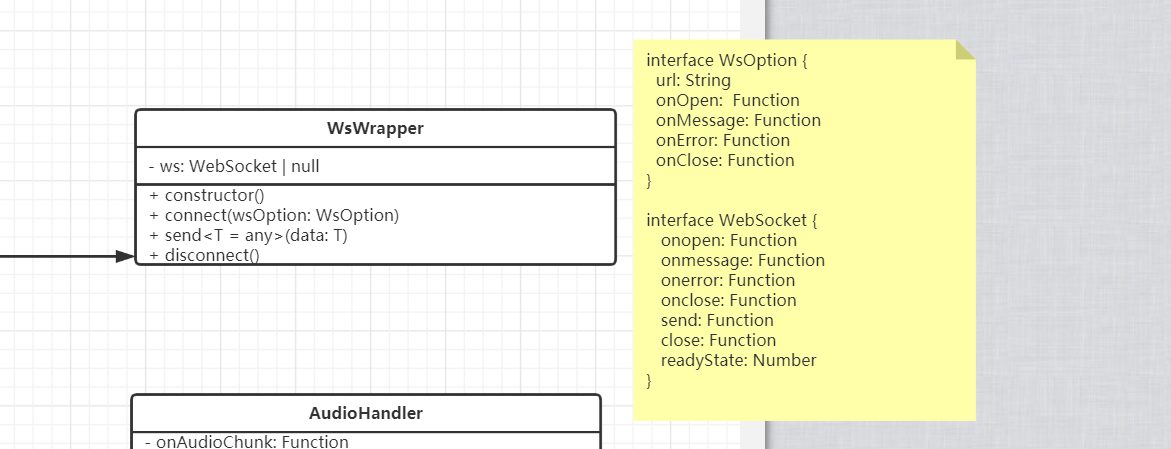 WsWrapper
- ws: WebSocket | null
+ constructor()
+ connect(wsOption: WsOption)
+ send<T = any>(data: T)
+ disconnect()
interface WsOption {
url: String
onOpen:  Function
onMessage: Function
onError: Function
onClose: Function
}
interface WebSocket {
onopen: Function
onmessage: Function
onerror: Function
onclose: Function
send: Function
close: Function
readyState: Number
}
AudioHandler
- onAudioChunk: Function